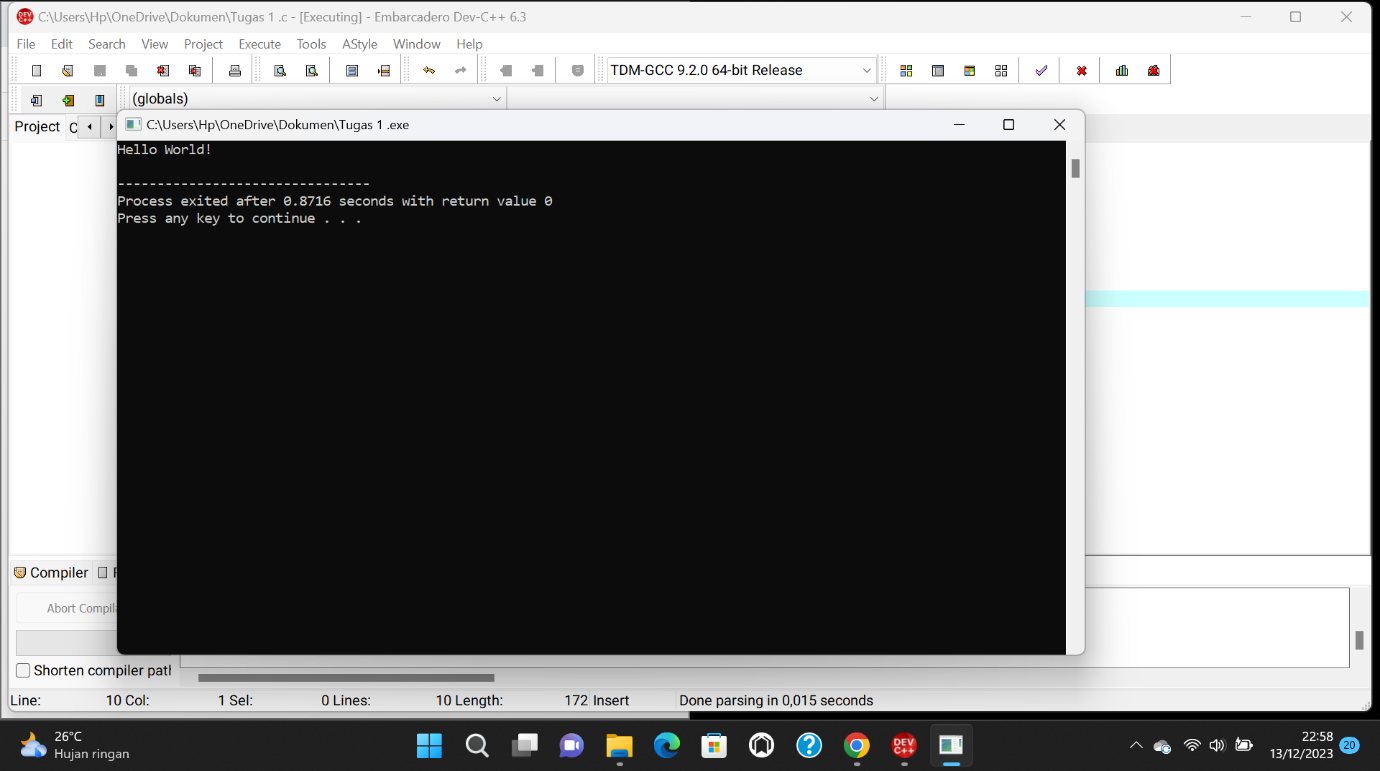 C:\Users\Hp\OneDrive\Dokumen\Tugas 1 .c - [Executing] - Embarcadero Dev-C++ 6.3
File Edit Search View Project Execute Tools AStyle Window Help
TDM-GCC 9.2.0 64-bit Release
(globals)
Project
C:\Users\Hp\OneDrive\Dokumen\Tugas 1 .exe
Hello World!
--------------------------------
Process exited after 0.8716 seconds with return value 0
Press any key to continue . . .
Compiler
Abort Compila
Shorten compiler path
Line: 10 Col: 1 Sel: 0 Lines: 10 Length: 172 Insert Done parsing in 0,015 seconds
26°C
Hujan ringan
DEV C++
22:58
13/12/2023 20